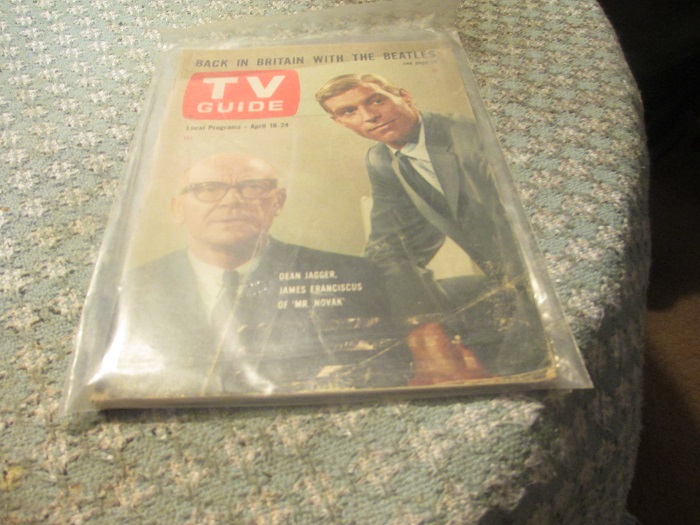 BACK IN BRITAIN WITH THE BEATLES
TV
GUIDE
Local Programs • April 18-24
DEAN JAGGER,
JAMES FRANCISCUS
OF 'MR. NOVAK'